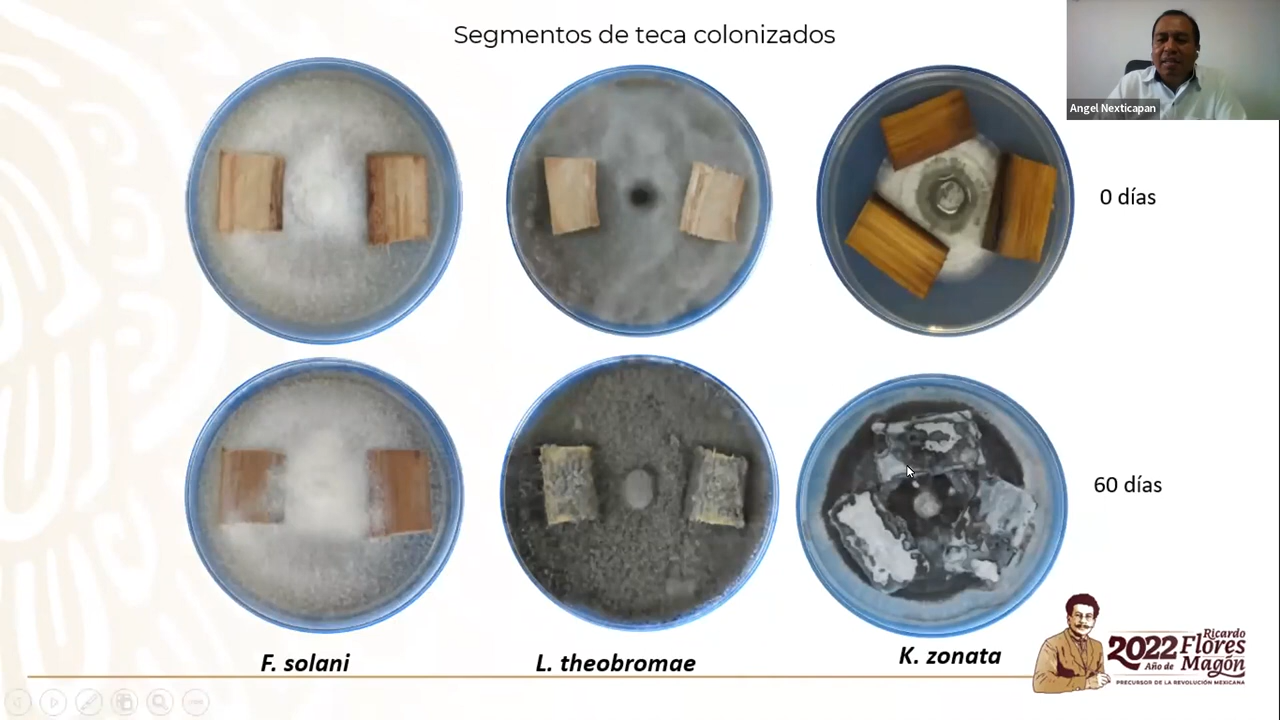 Segmentos de teca colonizados
Angel Nexticapan
0 días
60 días
F. solani
L. theobromae
K. zonata
2022 Ricardo
Año de Flores
Magón
PRECURSOR DE LA REVOLUCIÓN MEXICANA